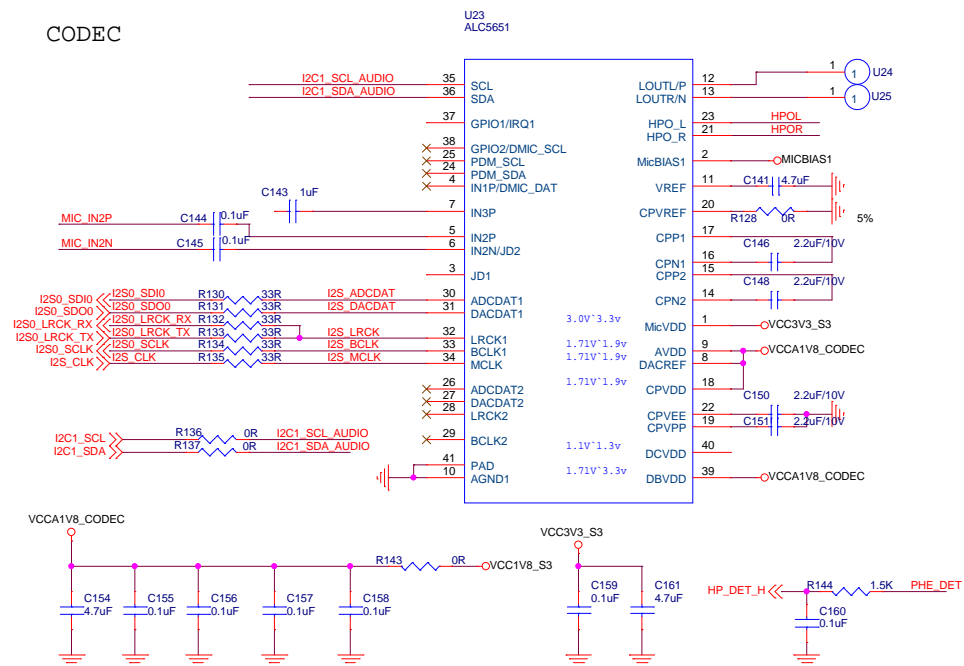 CODEC
U23
ALC5651
I2C1_SCL_AUDIO 35 SCL
I2C1_SDA_AUDIO 36 SDA
37 GPIO1/IRQ1
38 GPIO2/DMIC_SCL
25 PDM_SCL
24 PDM_SDA
4 IN1P/DMIC_DAT
C143 1uF
7 IN3P
MIC_IN2P C144 0.1uF
5 IN2P
MIC_IN2N C145 0.1uF
6 IN2N/JD2
3 JD1
I2S0_SDI0 I2S0_SDI0 R130 33R I2S_ADCDAT 30 ADCDAT1
I2S0_SDO0 I2S0_SDO0 R131 33R I2S_DACDAT 31 DACDAT1
I2S0_LRCK_RX I2S0_LRCK_RX R132 33R
I2S0_LRCK_TX I2S0_LRCK_TX R133 33R I2S_LRCK 32 LRCK1
I2S0_SCLK I2S0_SCLK R134 33R I2S_BCLK 33 BCLK1
I2S_CLK I2S_CLK R135 33R I2S_MCLK 34 MCLK
26 ADCDAT2
27 DACDAT2
28 LRCK2
29 BCLK2
I2C1_SCL R136 0R I2C1_SCL_AUDIO
I2C1_SDA R137 0R I2C1_SDA_AUDIO
41 PAD
10 AGND1
LOUTL/P 12 1 1 U24
LOUTR/N 13 1 1 U25
HPO_L 23 HPOL
HPO_R 21 HPOR
MicBIAS1 2 MICBIAS1
VREF 11 C141 4.7uF
CPVREF 20 R128 0R 5%
CPP1 17
C146 2.2uF/10V
CPN1 16
CPP2 15
C148 2.2uF/10V
CPN2 14
3.0V~3.3v
MicVDD 1 VCC3V3_S3
1.71V~1.9v
AVDD 9 VCCA1V8_CODEC
1.71V~1.9v
DACREF 8
1.71V~1.9v
CPVDD 18
C150 2.2uF/10V
CPVEE 22
CPVPP 19 C151 2.2uF/10V
1.1V~1.3v
DCVDD 40
1.71V~3.3v
DBVDD 39 VCCA1V8_CODEC
VCCA1V8_CODEC
R143 0R VCC1V8_S3
C154 4.7uF
C155 0.1uF
C156 0.1uF
C157 0.1uF
C158 0.1uF
VCC3V3_S3
C159 0.1uF
C161 4.7uF
HP_DET_H R144 1.5K PHE_DET
C160 0.1uF